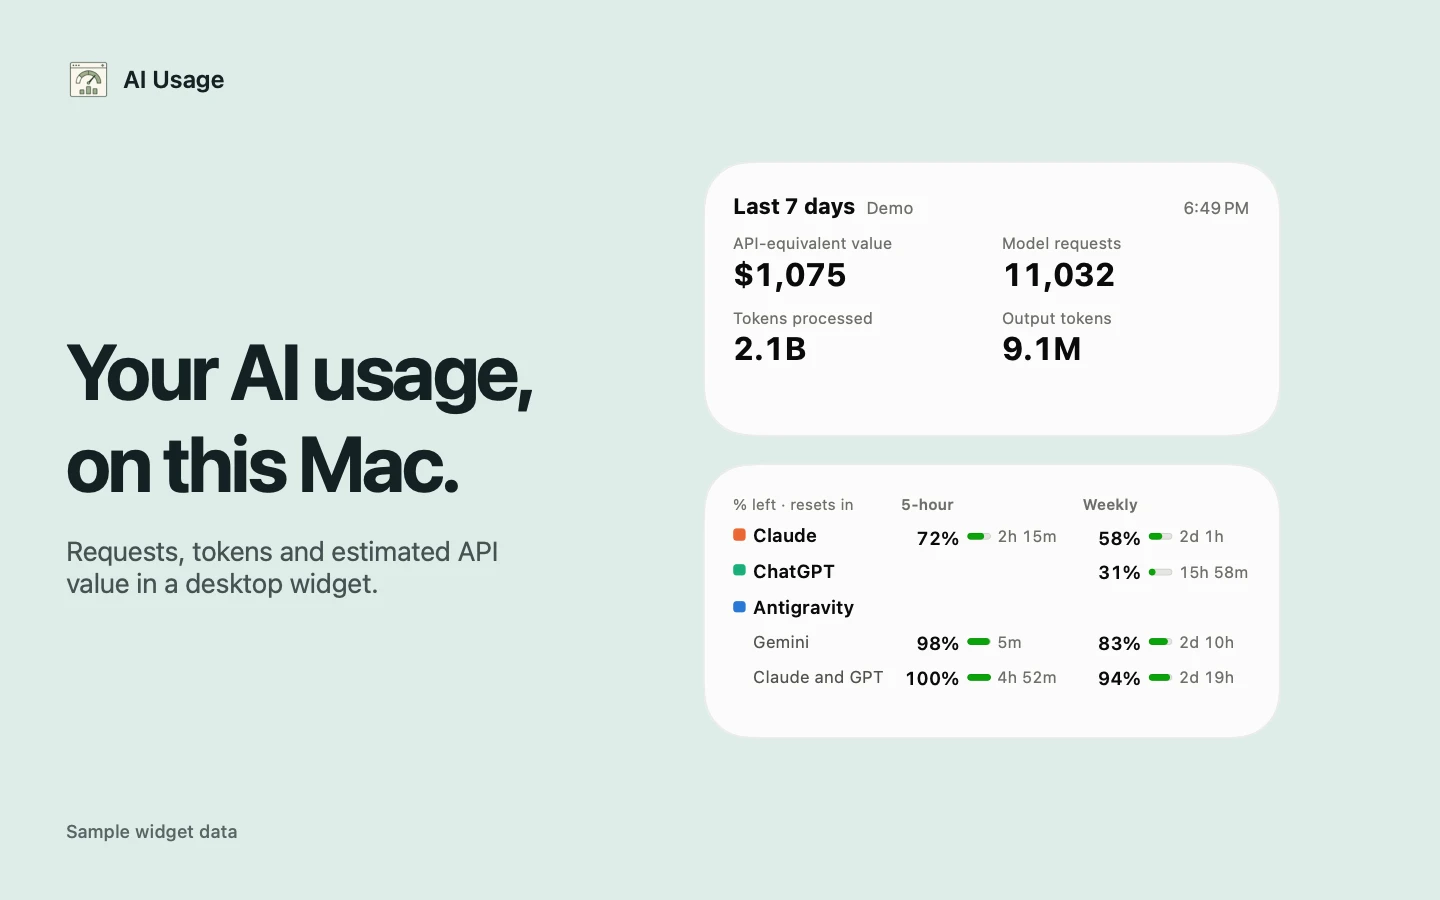 AI Usage
Your AI usage,
on this Mac.
Requests, tokens and estimated API
value in a desktop widget.
Sample widget data
Last 7 days Demo 6:49 PM
API-equivalent value Model requests
$1,075 11,032
Tokens processed Output tokens
2.1B 9.1M
% left · resets in 5-hour Weekly
Claude 72% 2h 15m 58% 2d 1h
ChatGPT 31% 15h 58m
Antigravity
Gemini 98% 5m 83% 2d 10h
Claude and GPT 100% 4h 52m 94% 2d 19h